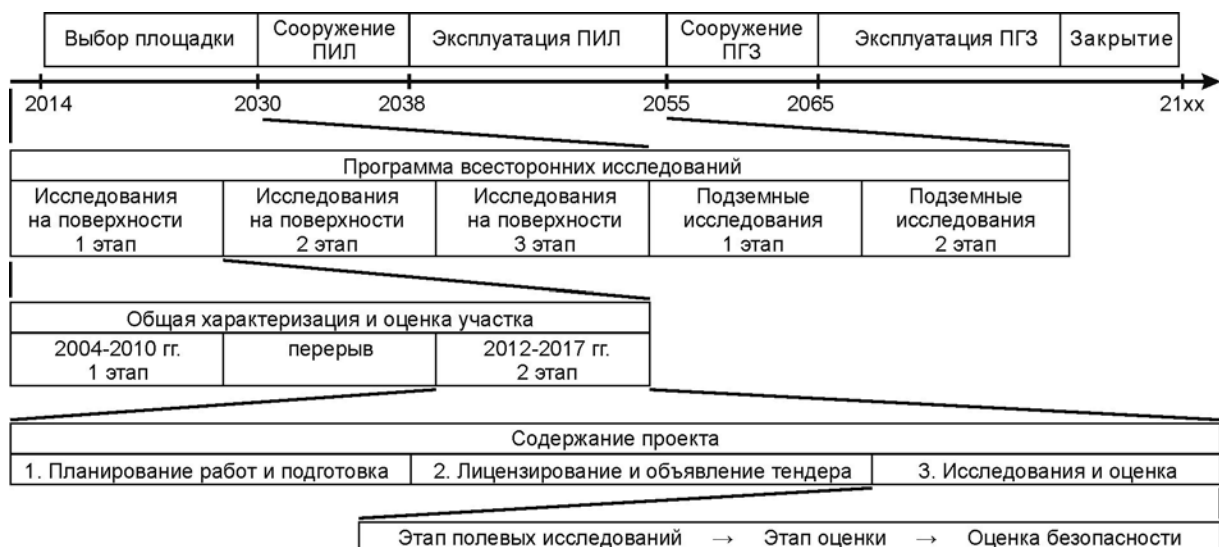 Выбор площадки
Сооружение
ПИЛ
Эксплуатация ПИЛ
Сооружение
ПГЗ
Эксплуатация ПГЗ
Закрытие
2014
2030
2038
2055
2065
21xx
Программа всесторонних исследований
Исследования
на поверхности
1 этап
Исследования
на поверхности
2 этап
Исследования
на поверхности
3 этап
Подземные
исследования
1 этап
Подземные
исследования
2 этап
Общая характеризация и оценка участка
2004-2010 гг.
1 этап
перерыв
2012-2017 гг.
2 этап
Содержание проекта
1. Планирование работ и подготовка
2. Лицензирование и объявление тендера
3. Исследования и оценка
Этап полевых исследований → Этап оценки → Оценка безопасности